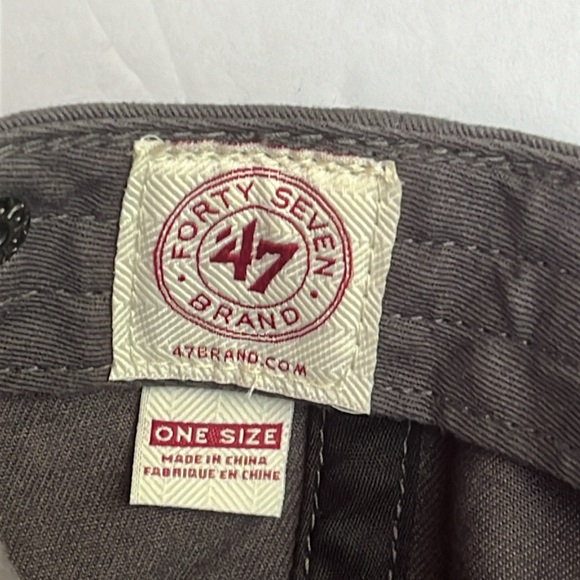 FORTY SEVEN
'47
BRAND
47BRAND.COM
ONE SIZE
MADE IN CHINA
FABRIQUE EN CHINE